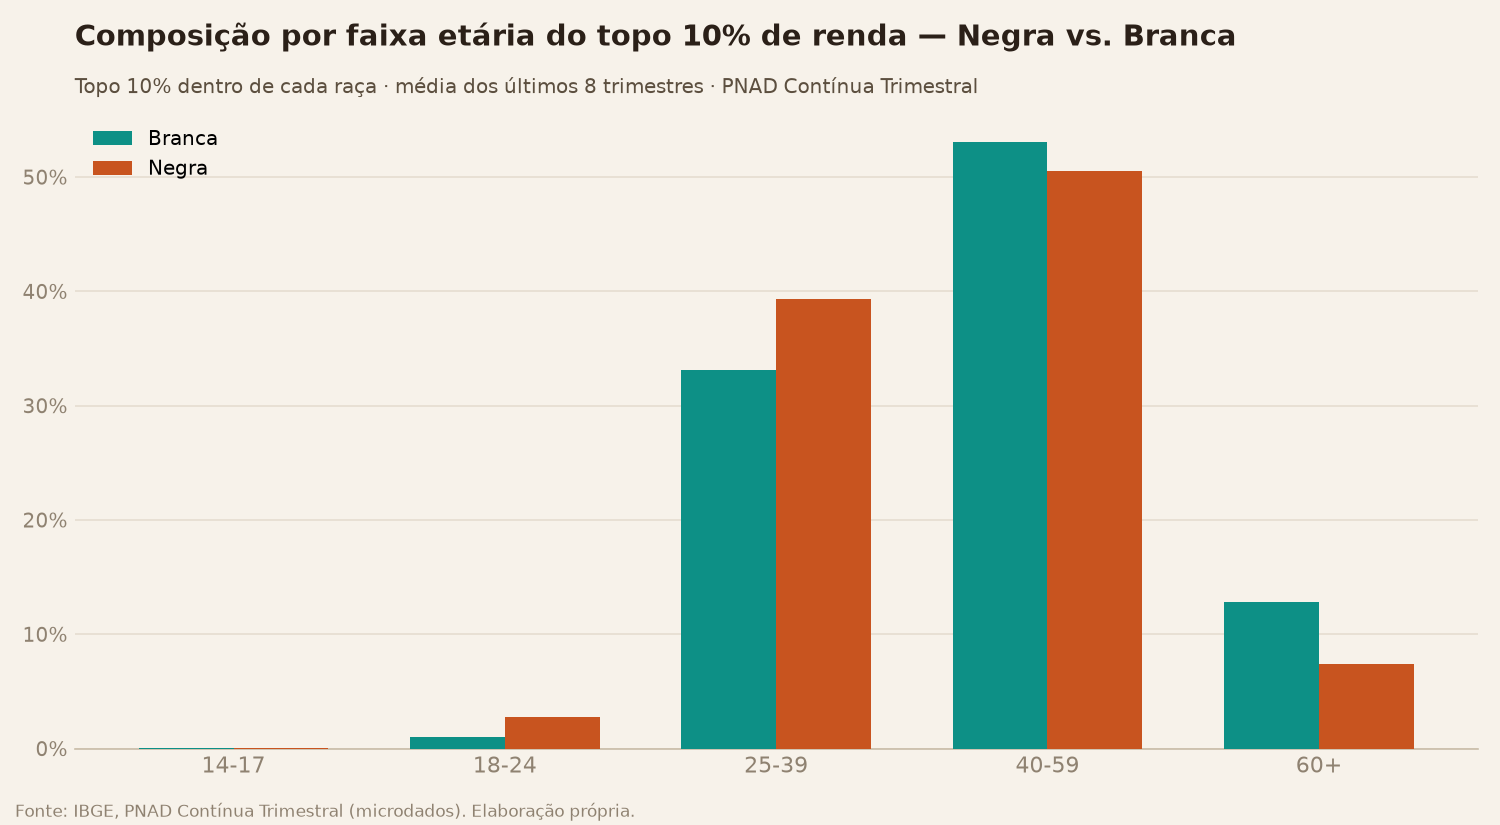 Composição por faixa etária do topo 10% de renda — Negra vs. Branca
Topo 10% dentro de cada raça · média dos últimos 8 trimestres · PNAD Contínua Trimestral
Branca
Negra
50%
40%
30%
20%
10%
0%
14-17 18-24 25-39 40-59 60+
Fonte: IBGE, PNAD Contínua Trimestral (microdados). Elaboração própria.